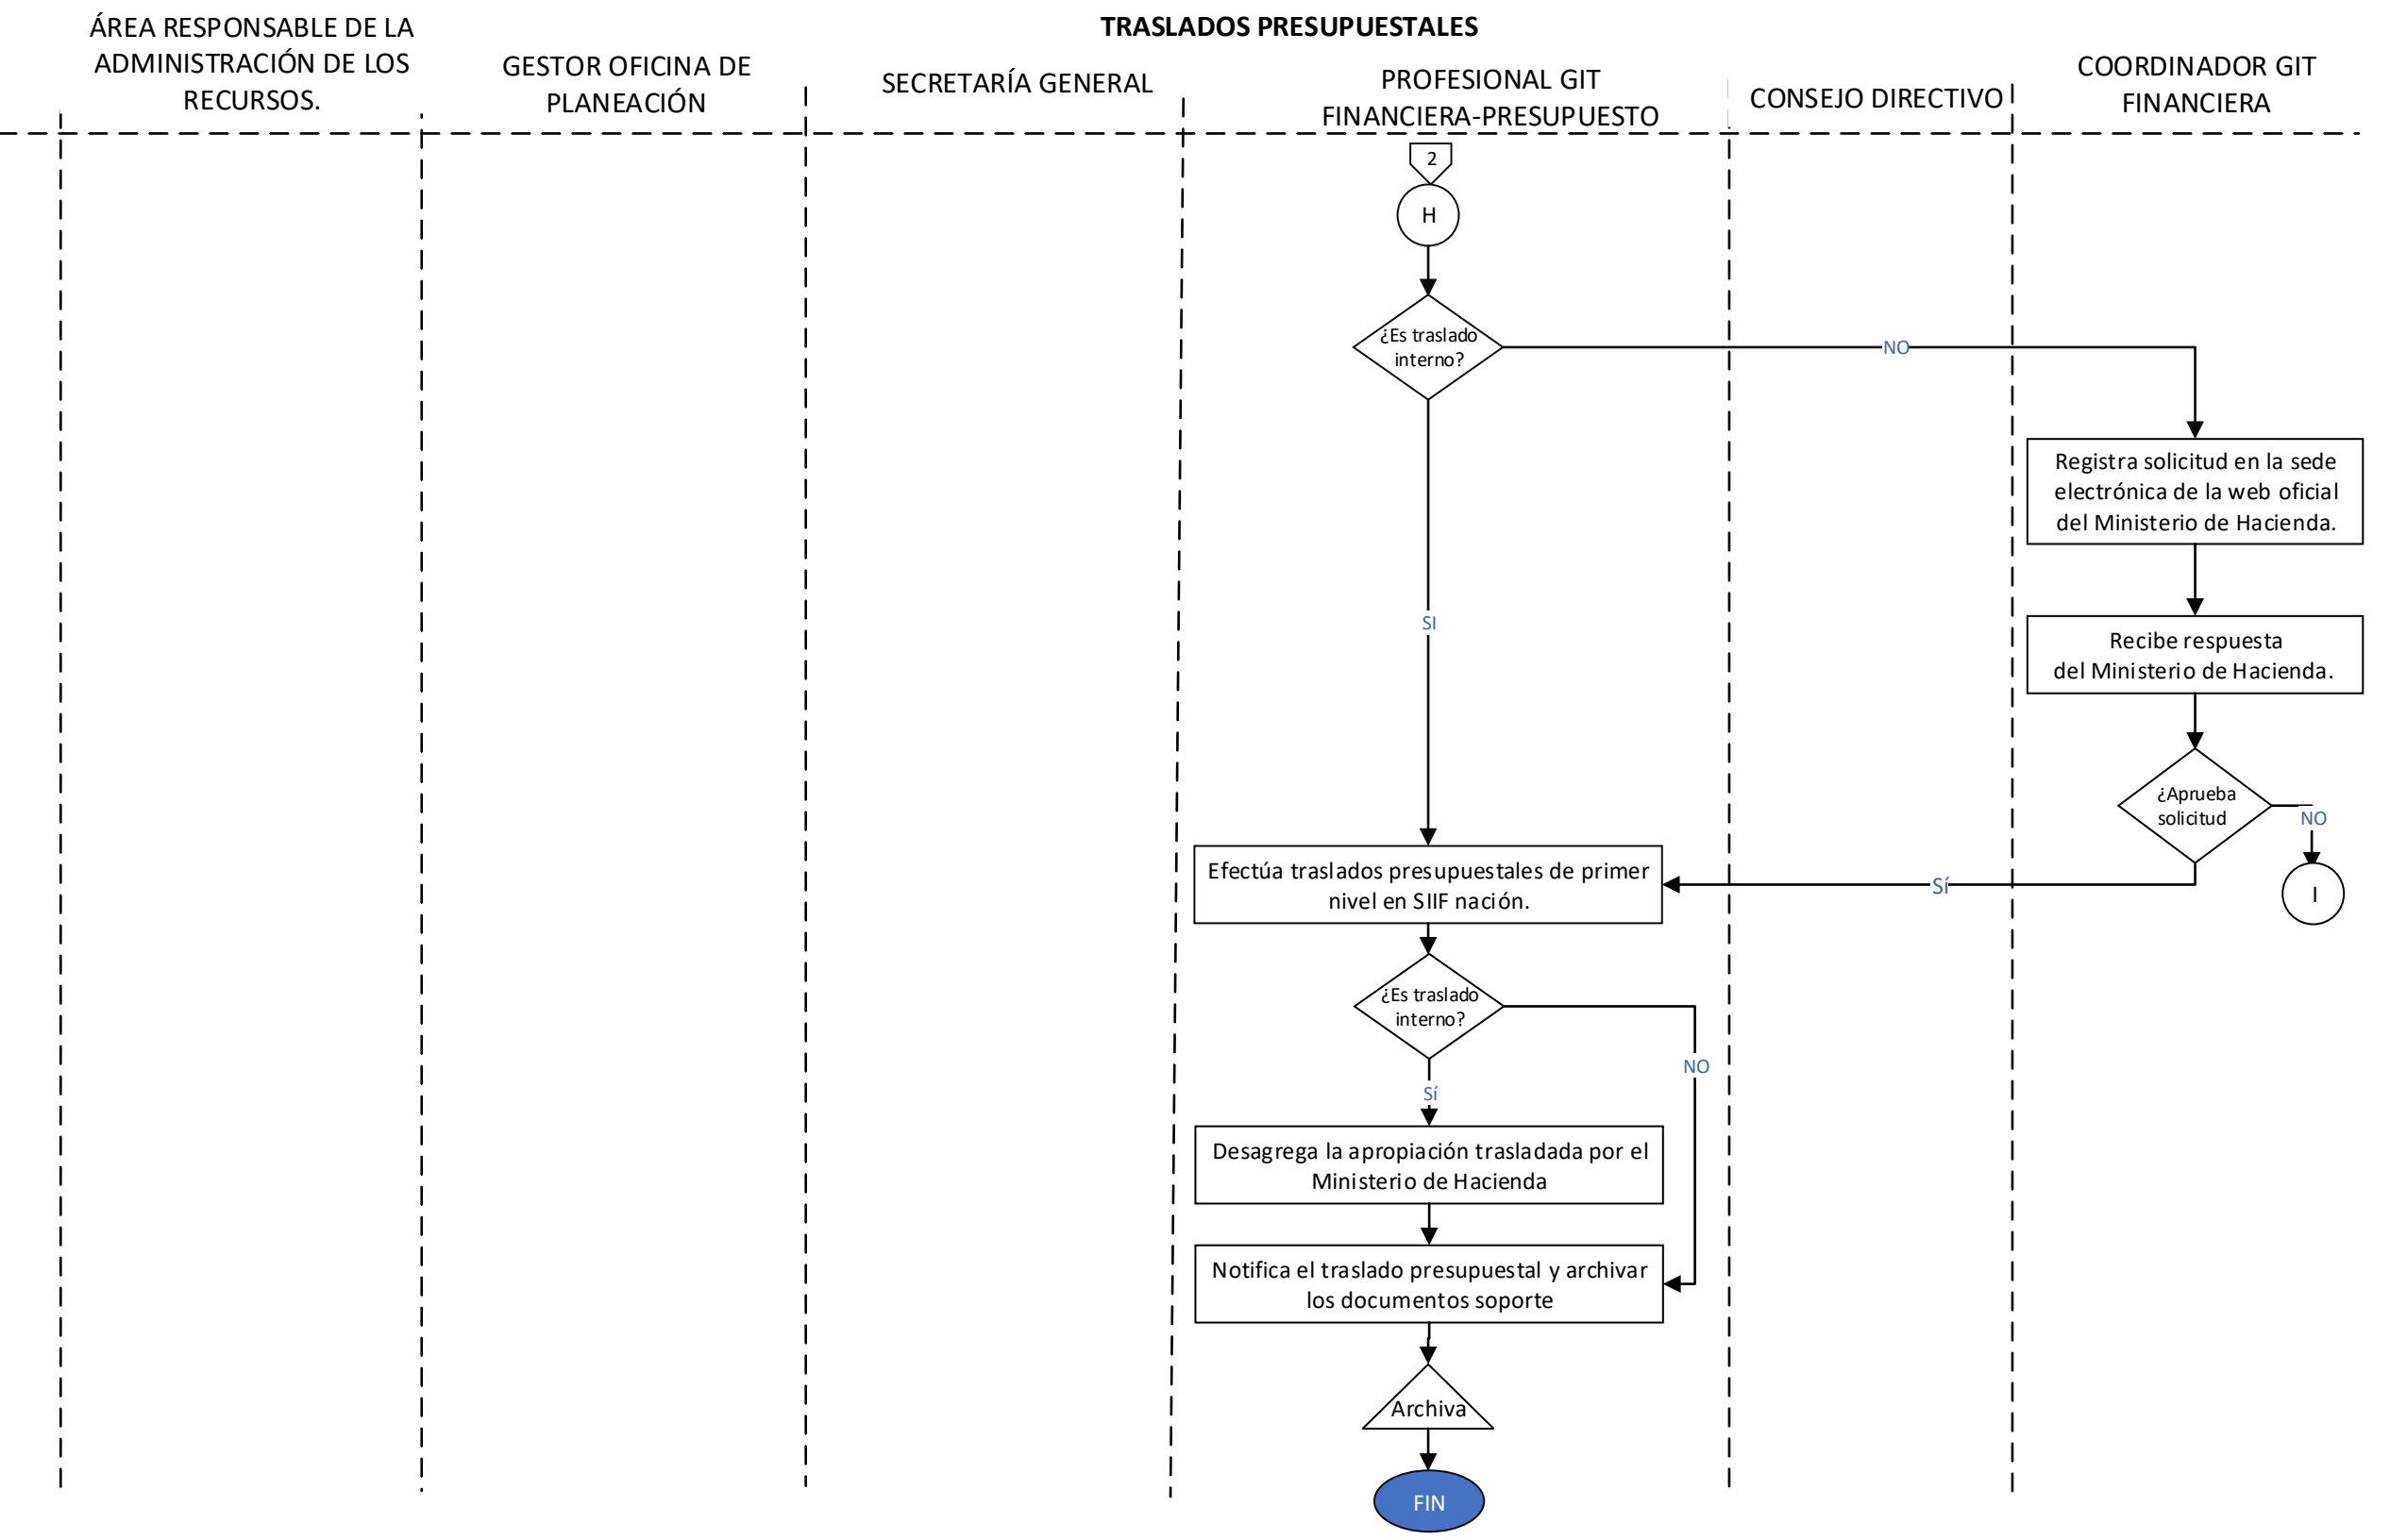 TRASLADOS PRESUPUESTALES
ÁREA RESPONSABLE DE LA
ADMINISTRACIÓN DE LOS
RECURSOS.
GESTOR OFICINA DE
PLANEACIÓN
SECRETARÍA GENERAL
PROFESIONAL GIT
FINANCIERA-PRESUPUESTO
CONSEJO DIRECTIVO
COORDINADOR GIT
FINANCIERA
2
H
¿Es traslado
interno?
NO
Registra solicitud en la sede
electrónica de la web oficial
del Ministerio de Hacienda.
SI
Recibe respuesta
del Ministerio de Hacienda.
¿Aprueba
solicitud
NO
I
Sí
Efectúa traslados presupuestales de primer
nivel en SIIF nación.
¿Es traslado
interno?
NO
Sí
Desagrega la apropiación trasladada por el
Ministerio de Hacienda
Notifica el traslado presupuestal y archivar
los documentos soporte
Archiva
FIN